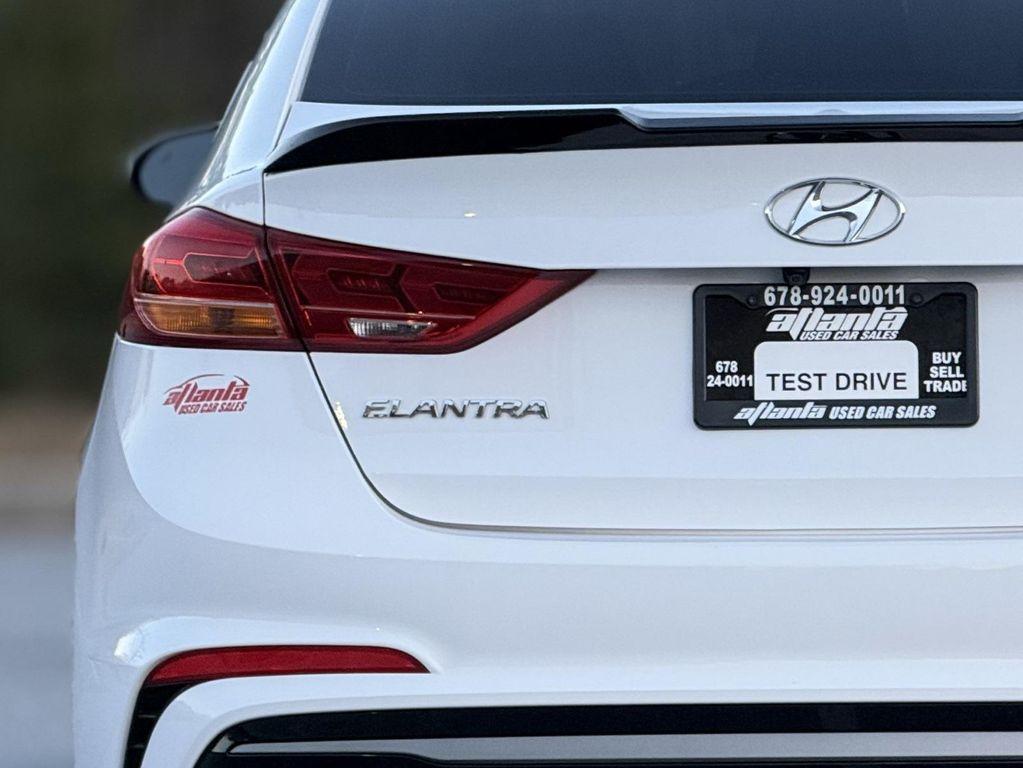 678-924-0011
atlanta
USED CAR SALES
678
24-0011
TEST DRIVE
BUY
SELL
TRADE
atlanta USED CAR SALES
atlanta
USED CAR SALES
ELANTRA